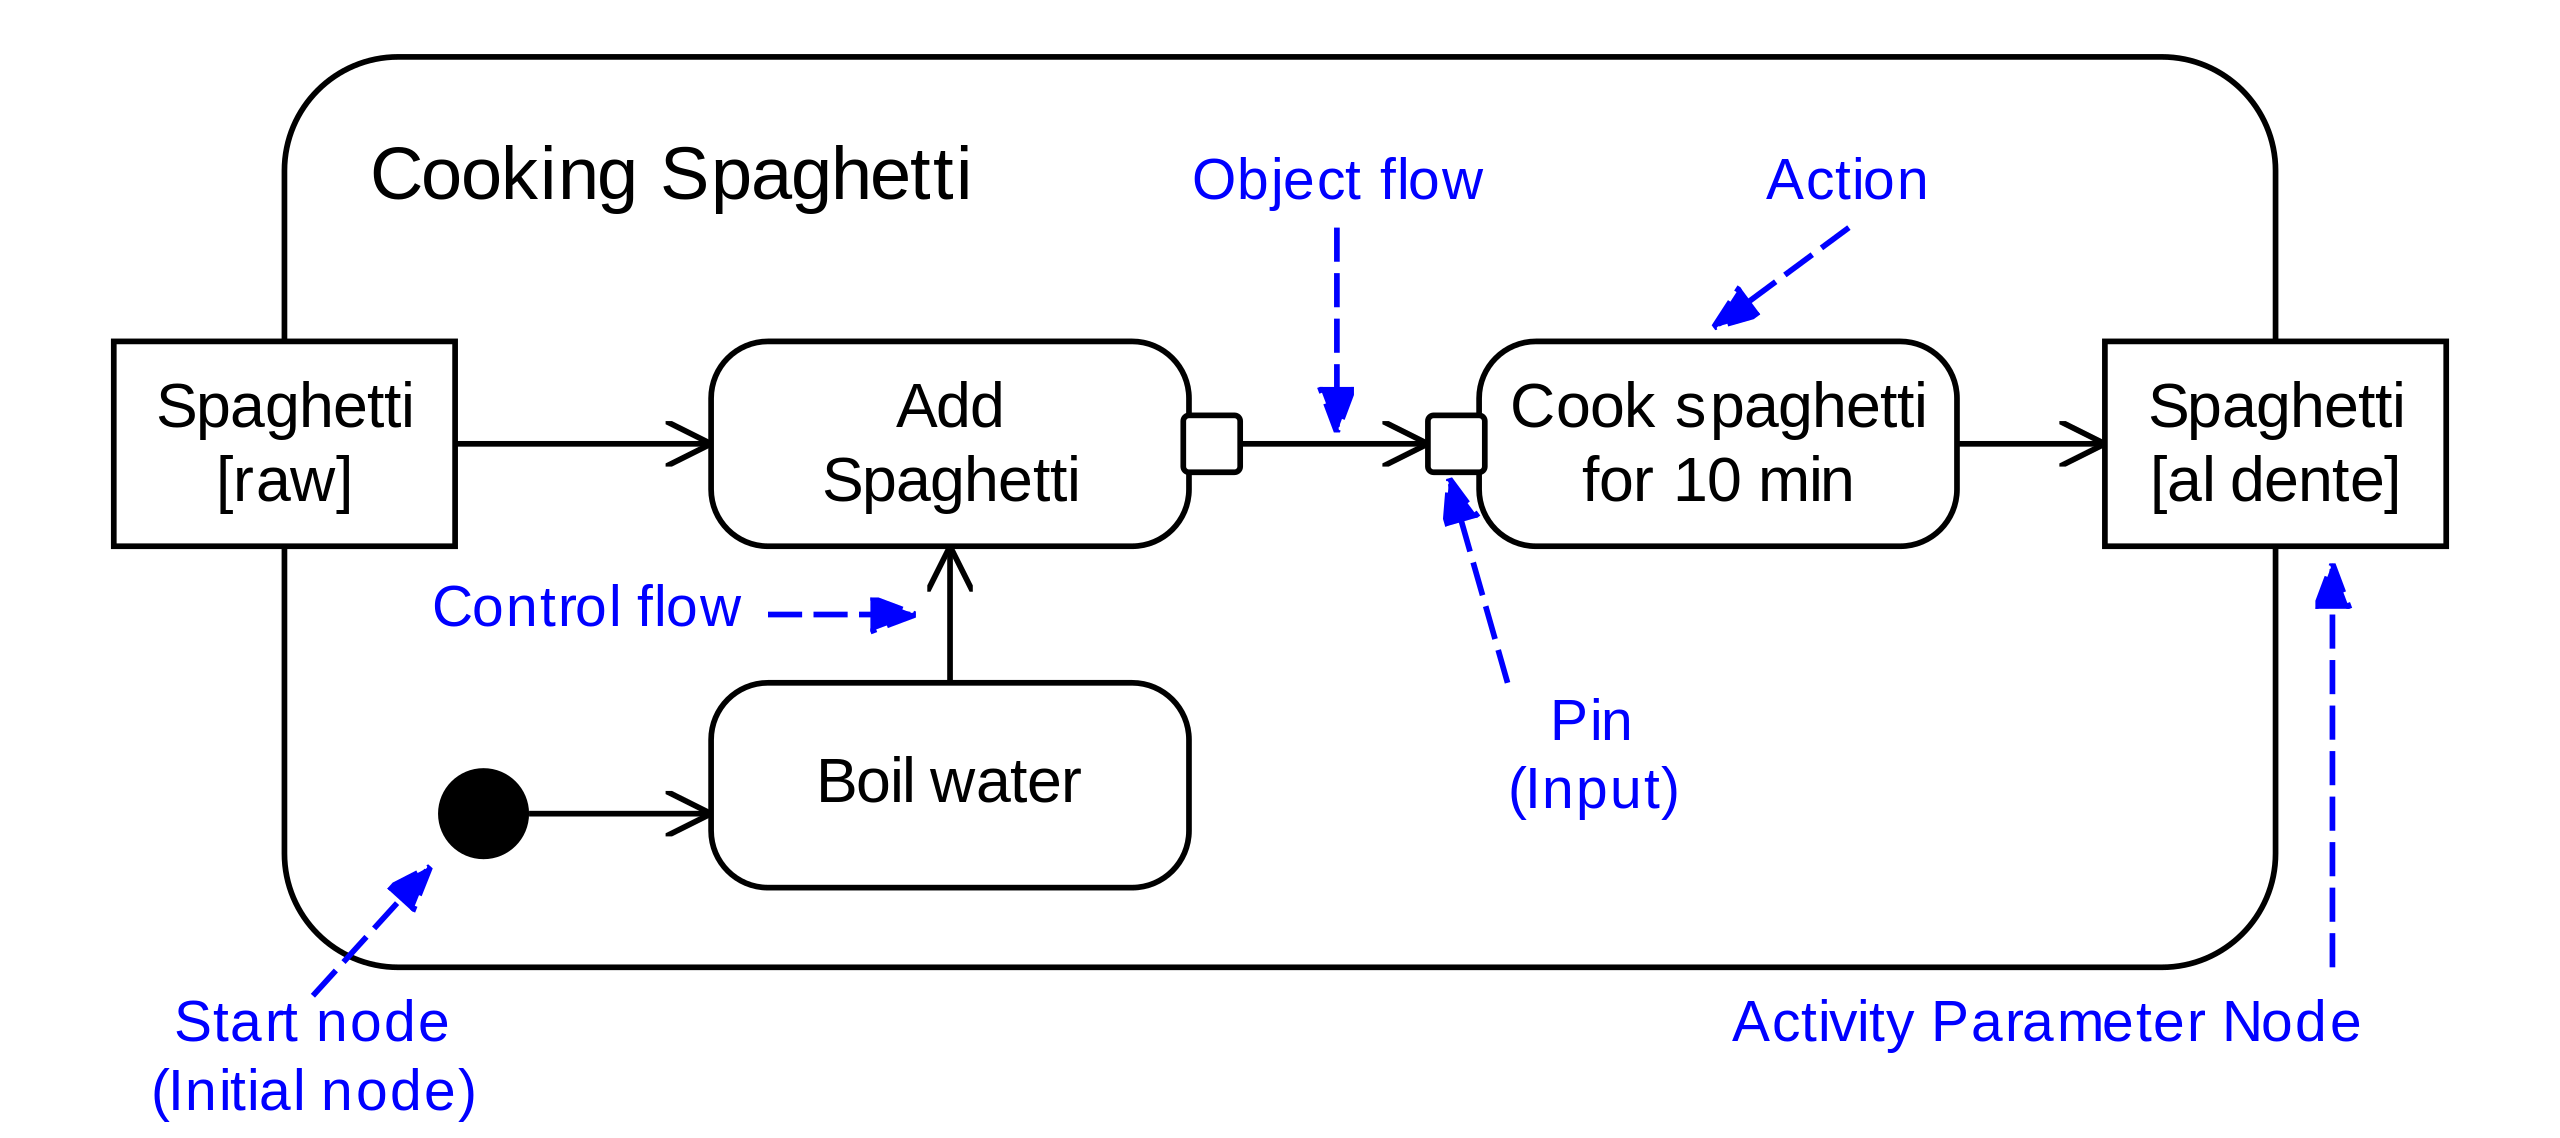 Cooking Spaghetti
Object flow
Action
Spaghetti
[raw]
Add
Spaghetti
Cook spaghetti
for 10 min
Spaghetti
[al dente]
Control flow
Boil water
Pin
(Input)
Start node
(Initial node)
Activity Parameter Node